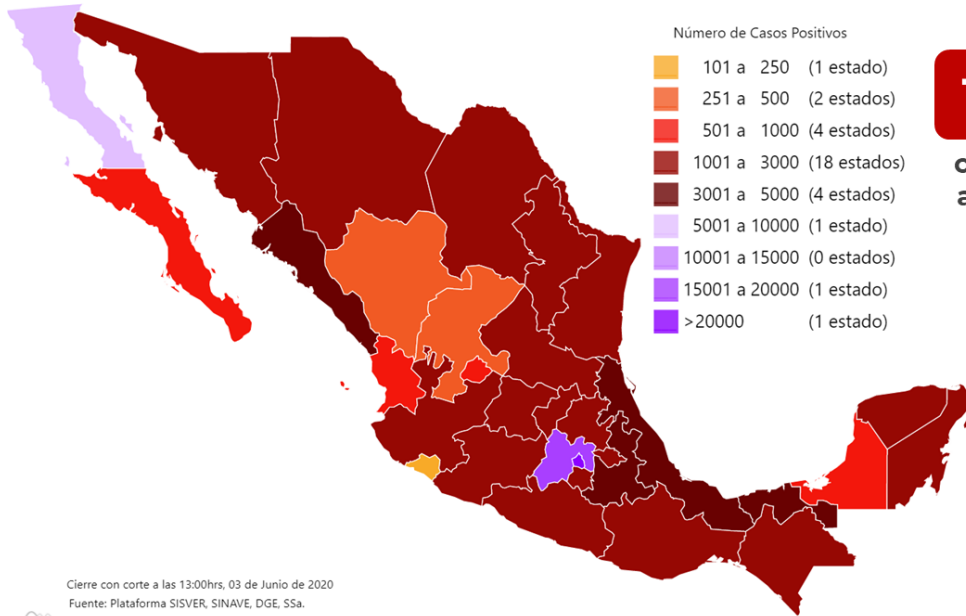 Número de Casos Positivos
101 a 250 (1 estado)
251 a 500 (2 estados)
501 a 1000 (4 estados)
1001 a 3000 (18 estados)
3001 a 5000 (4 estados)
5001 a 10000 (1 estado)
10001 a 15000 (0 estados)
15001 a 20000 (1 estado)
>20000 (1 estado)
Cierre con corte a las 13:00hrs, 03 de Junio de 2020
Fuente: Plataforma SISVER, SINAVE, DGE, SSa.